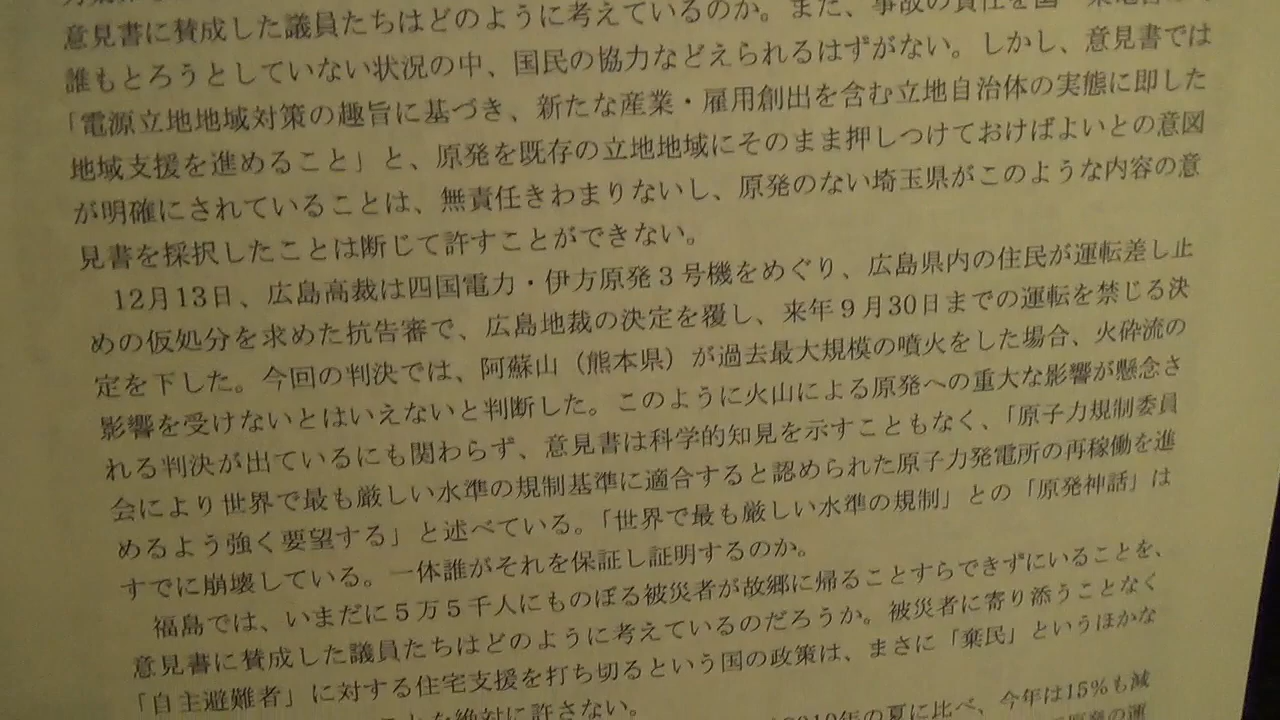 意見書に賛成した議員たちはどのように考えているのか。また、事故の責任を国
誰もとろうとしていない状況の中、国民の協力などえられるはずがない。しかし、意見書では
「電源立地地域対策の趣旨に基づき、新たな産業・雇用創出を含む立地自治体の実態に即した
地域支援を進めること」と、原発を既存の立地地域にそのまま押しつけておけばよいとの意図
が明確にされていることは、無責任きわまりないし、原発のない埼玉県がこのような内容の意
見書を採択したことは断じて許すことができない。
12月13日、広島高裁は四国電力・伊方原発３号機をめぐり、広島県内の住民が運転差し止
めの仮処分を求めた抗告審で、広島地裁の決定を覆し、来年９月30日までの運転を禁じる決
定を下した。今回の判決では、阿蘇山（熊本県）が過去最大規模の噴火をした場合、火砕流の
影響を受けないとはいえないと判断した。このように火山による原発への重大な影響が懸念さ
れる判決が出ているにも関わらず、意見書は科学的知見を示すこともなく、「原子力規制委員
会により世界で最も厳しい水準の規制基準に適合すると認められた原子力発電所の再稼働を進
めるよう強く要望する」と述べている。「世界で最も厳しい水準の規制」との「原発神話」は
すでに崩壊している。一体誰がそれを保証し証明するのか。
福島では、いまだに５万５千人にものぼる被災者が故郷に帰ることすらできずにいることを、
意見書に賛成した議員たちはどのように考えているのだろうか。被災者に寄り添うことなく
「自主避難者」に対する住宅支援を打ち切るという国の政策は、まさに「棄民」というほかな
絶対に許さない。
年の夏に比べ、今年は15％も減